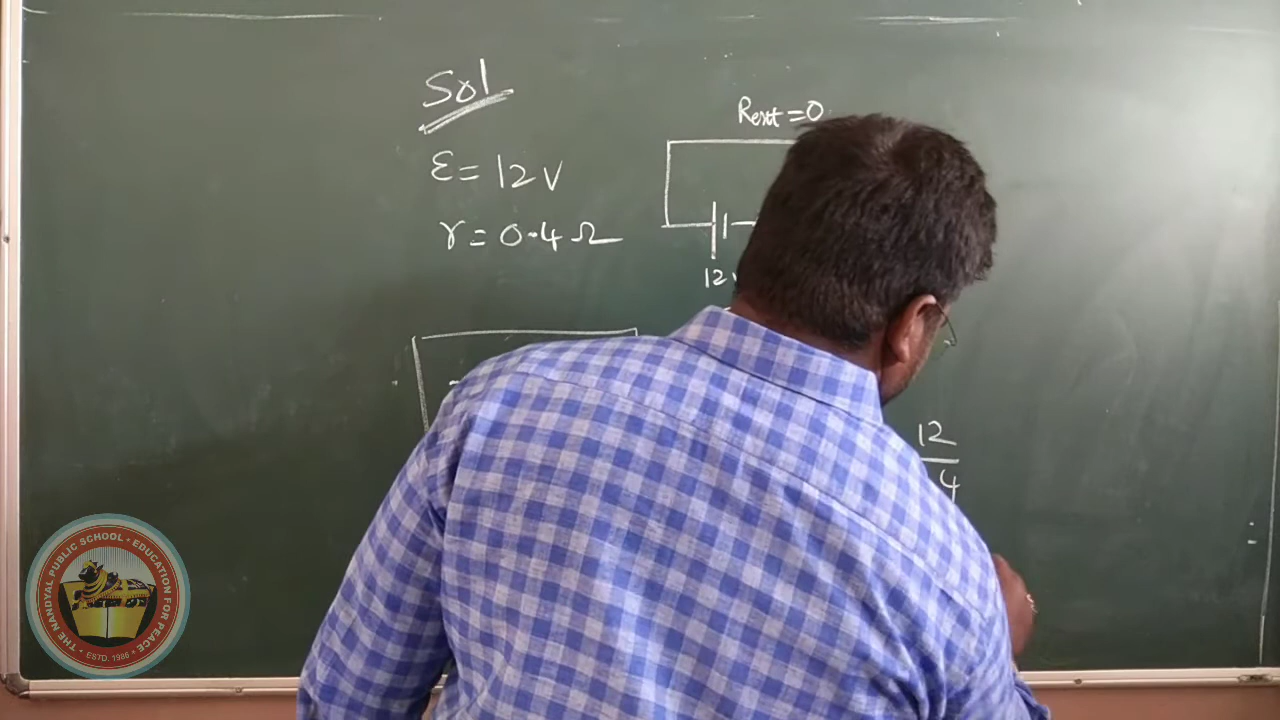 Sol
Rext = 0
ε = 12 V
r = 0.4 Ω
12
12
4
THE NANDYAL PUBLIC SCHOOL • EDUCATION FOR PEACE •
ESTD. 1986